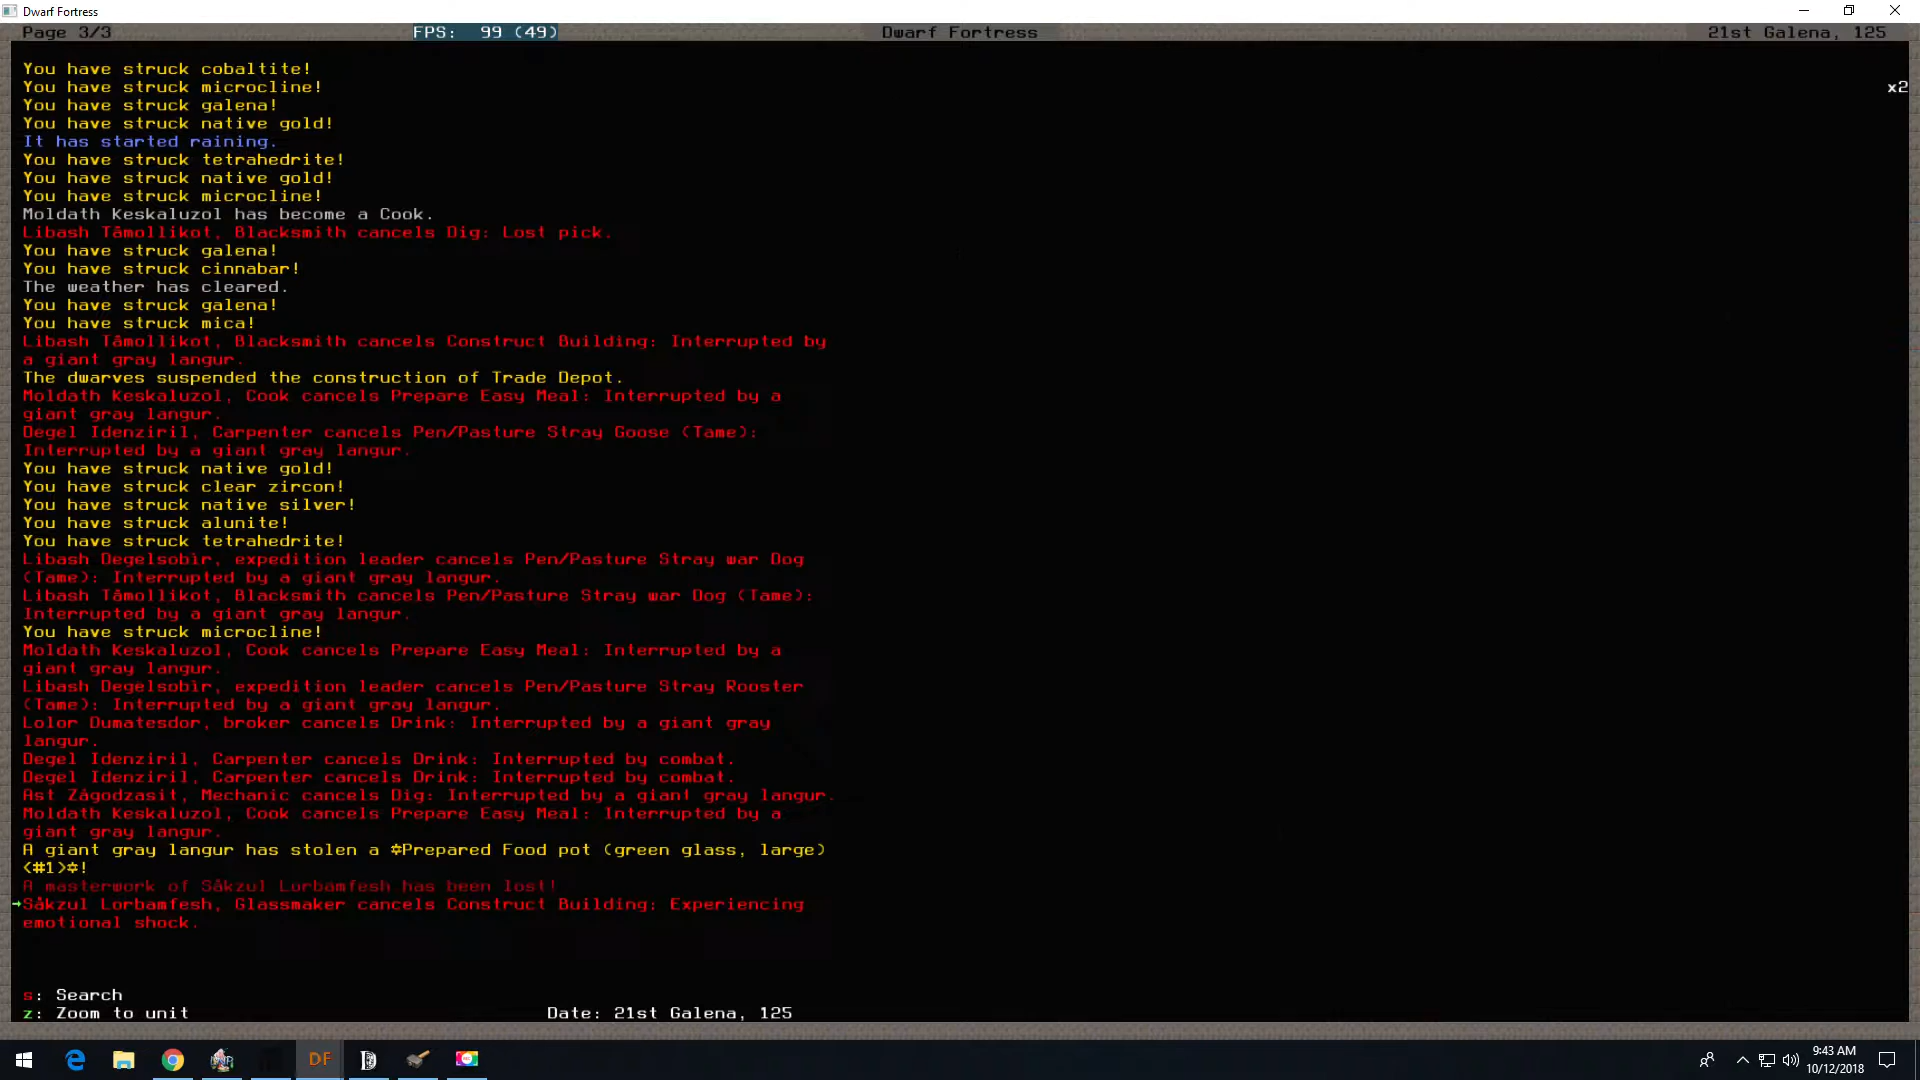 Dwarf Fortress
Page 3/3 FPS: 99 (49) Dwarf Fortress 21st Galena, 125
You have struck cobaltite!
You have struck microcline! x2
You have struck galena!
You have struck native gold!
It has started raining.
You have struck tetrahedrite!
You have struck native gold!
You have struck microcline!
Moldath Keskaluzol has become a Cook.
Libash Tâmollikot, Blacksmith cancels Dig: Lost pick.
You have struck galena!
You have struck cinnabar!
The weather has cleared.
You have struck galena!
You have struck mica!
Libash Tâmollikot, Blacksmith cancels Construct Building: Interrupted by
a giant gray langur.
The dwarves suspended the construction of Trade Depot.
Moldath Keskaluzol, Cook cancels Prepare Easy Meal: Interrupted by a
giant gray langur.
Degel Idenziril, Carpenter cancels Pen/Pasture Stray Goose (Tame):
Interrupted by a giant gray langur.
You have struck native gold!
You have struck clear zircon!
You have struck native silver!
You have struck alunite!
You have struck tetrahedrite!
Libash Degelsobìr, expedition leader cancels Pen/Pasture Stray war Dog
(Tame): Interrupted by a giant gray langur.
Libash Tâmollikot, Blacksmith cancels Pen/Pasture Stray war Dog (Tame):
Interrupted by a giant gray langur.
You have struck microcline!
Moldath Keskaluzol, Cook cancels Prepare Easy Meal: Interrupted by a
giant gray langur.
Libash Degelsobìr, expedition leader cancels Pen/Pasture Stray Rooster
(Tame): Interrupted by a giant gray langur.
Lolor Dumatesdor, broker cancels Drink: Interrupted by a giant gray
langur.
Degel Idenziril, Carpenter cancels Drink: Interrupted by combat.
Degel Idenziril, Carpenter cancels Drink: Interrupted by combat.
Ast Zágodzasit, Mechanic cancels Dig: Interrupted by a giant gray langur.
Moldath Keskaluzol, Cook cancels Prepare Easy Meal: Interrupted by a
giant gray langur.
A giant gray langur has stolen a ☼Prepared Food pot (green glass, large)
<#1>☼!
A masterwork of Såkzul Lorbamfesh has been lost!
→Såkzul Lorbamfesh, Glassmaker cancels Construct Building: Experiencing
emotional shock.
s: Search
z: Zoom to unit Date: 21st Galena, 125
DF
9:43 AM
10/12/2018